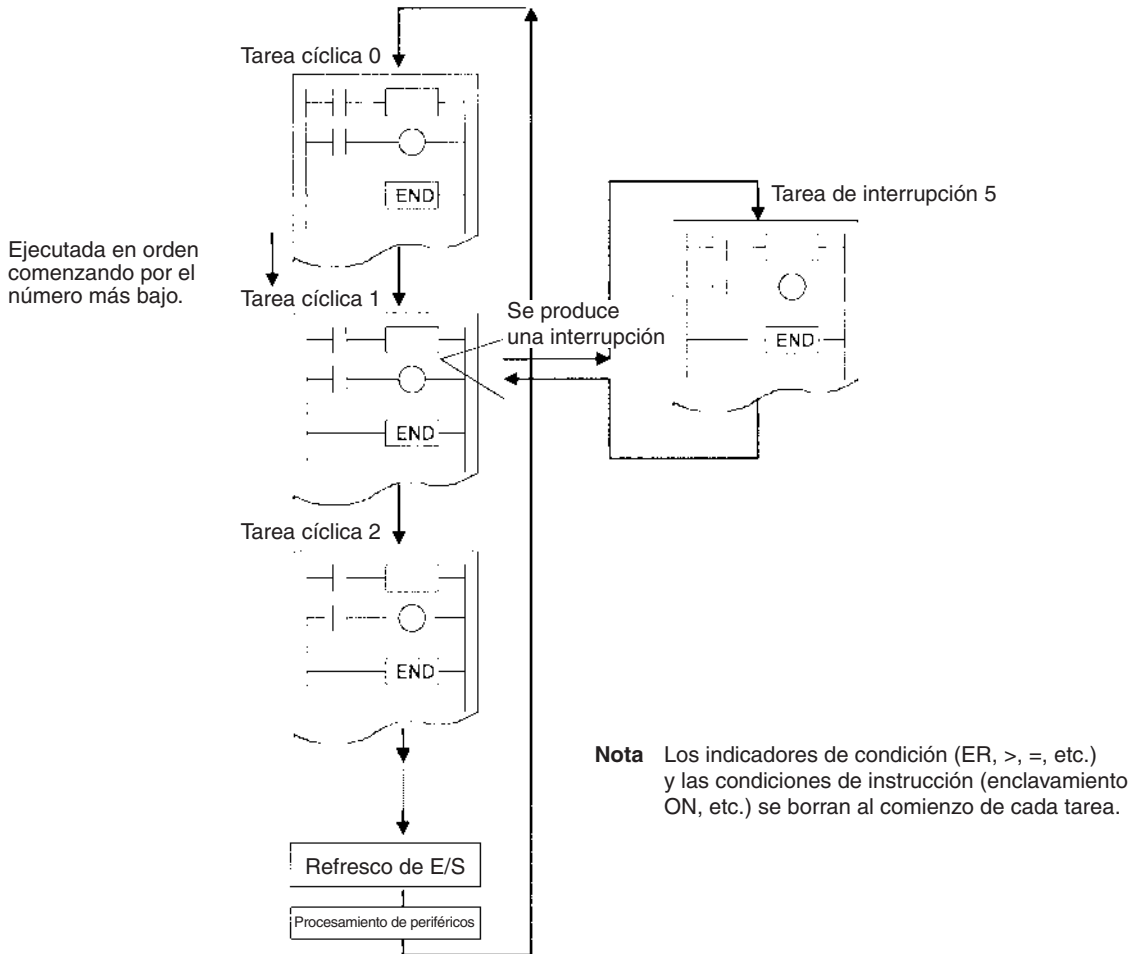 Tarea cíclica 0
END
Ejecutada en orden
comenzando por el
número más bajo.
Tarea cíclica 1
END
Se produce
una interrupción
Tarea de interrupción 5
END
Tarea cíclica 2
END
Nota Los indicadores de condición (ER, >, =, etc.)
y las condiciones de instrucción (enclavamiento
ON, etc.) se borran al comienzo de cada tarea.
Refresco de E/S
Procesamiento de periféricos